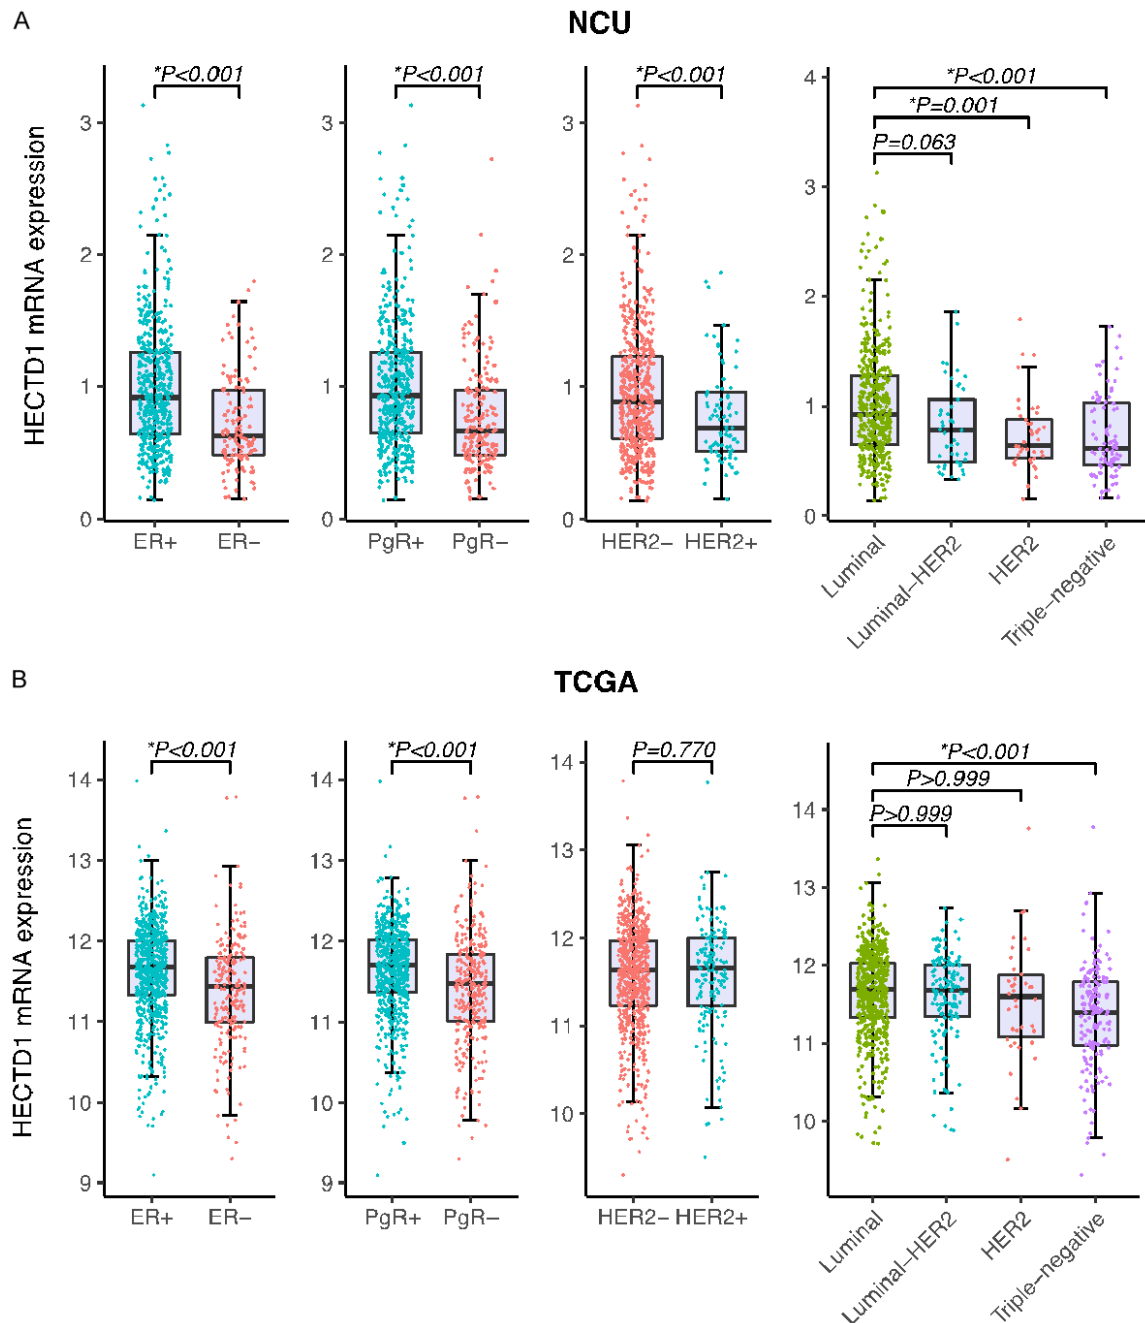 A
NCU
HECTD1 mRNA expression
*P<0.001
3
2
1
0
ER+ ER−
*P<0.001
3
2
1
0
PgR+ PgR−
*P<0.001
3
2
1
0
HER2− HER2+
*P<0.001
*P=0.001
P=0.063
4
3
2
1
0
Luminal
Luminal−HER2
HER2
Triple−negative
B
TCGA
HECTD1 mRNA expression
*P<0.001
14
13
12
11
10
9
ER+ ER−
*P<0.001
14
13
12
11
10
9
PgR+ PgR−
P=0.770
14
13
12
11
10
HER2− HER2+
*P<0.001
P>0.999
P>0.999
14
13
12
11
10
Luminal
Luminal−HER2
HER2
Triple−negative